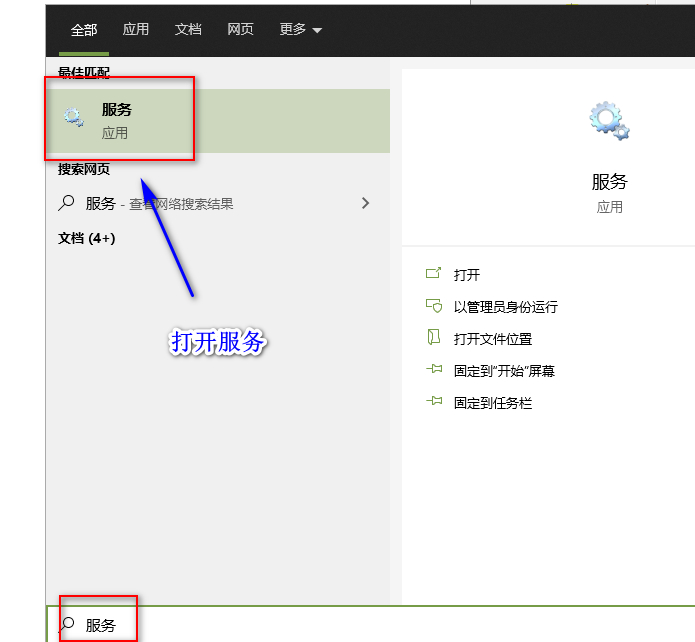 全部 应用 文档 网页 更多
最佳匹配
服务
应用
搜索网页
服务 - 查看网络搜索结果
文档 (4+)
打开服务
服务
应用
打开
以管理员身份运行
打开文件位置
固定到"开始"屏幕
固定到任务栏
服务